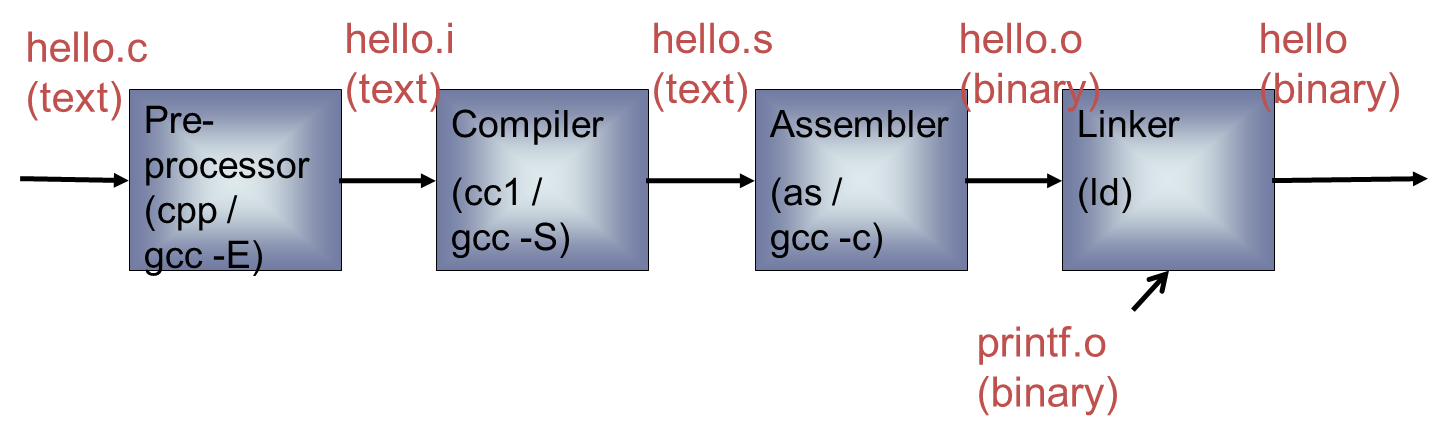 hello.c
(text)
Pre-
processor
(cpp /
gcc -E)
hello.i
(text)
Compiler
(cc1 /
gcc -S)
hello.s
(text)
Assembler
(as /
gcc -c)
hello.o
(binary)
Linker
(ld)
printf.o
(binary)
hello
(binary)